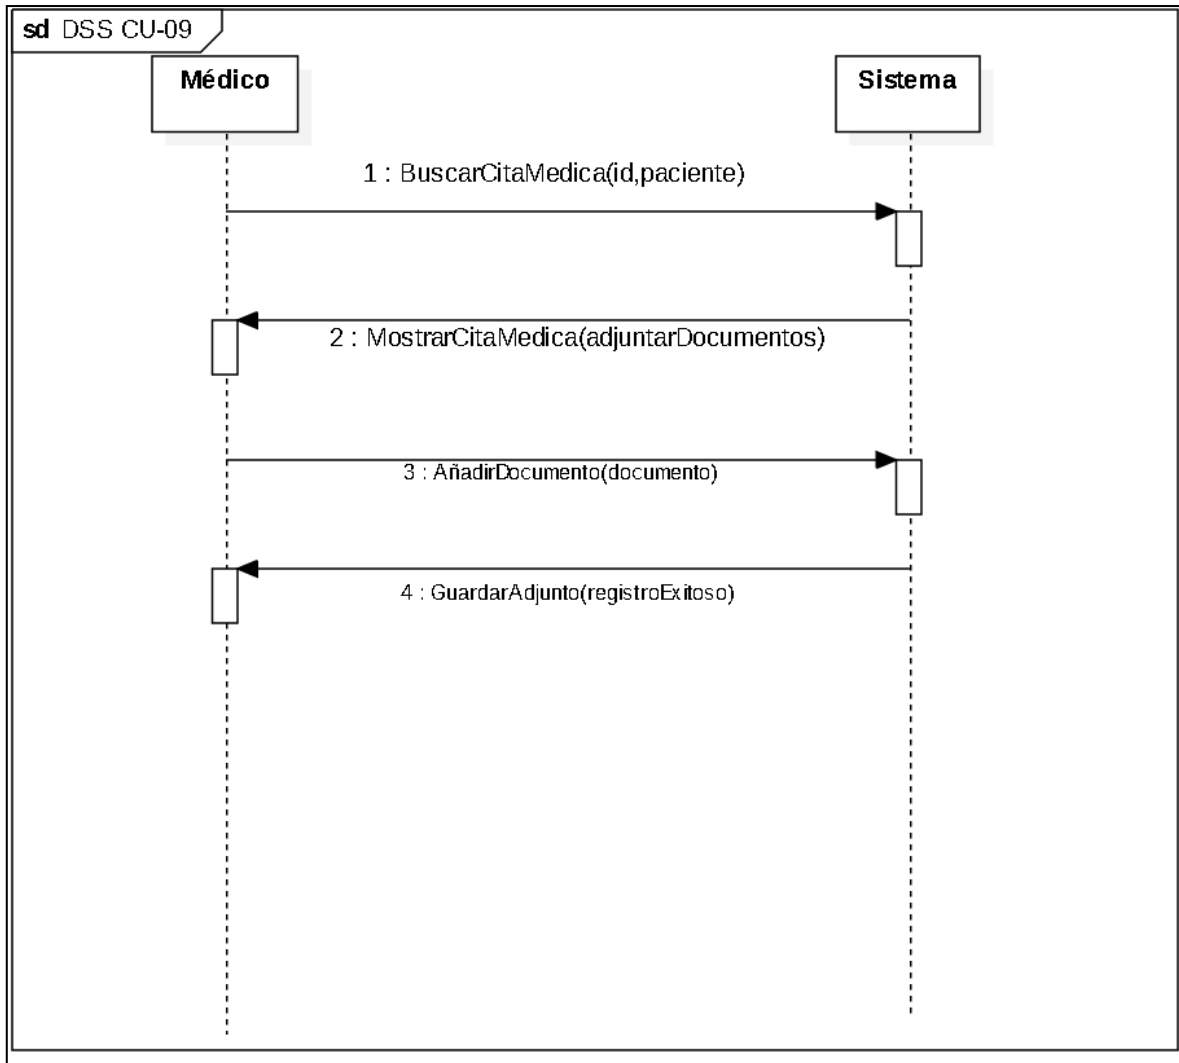 sd DSS CU-09
Médico
Sistema
1 : BuscarCitaMedica(id,paciente)
2 : MostrarCitaMedica(adjuntarDocumentos)
3 : AñadirDocumento(documento)
4 : GuardarAdjunto(registroExitoso)